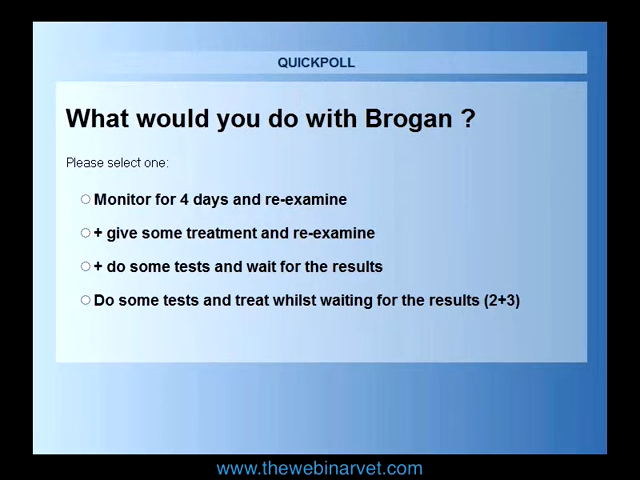 QUICKPOLL
What would you do with Brogan ?
Please select one:
Monitor for 4 days and re-examine
+ give some treatment and re-examine
+ do some tests and wait for the results
Do some tests and treat whilst waiting for the results (2+3)
www.thewebinarvet.com